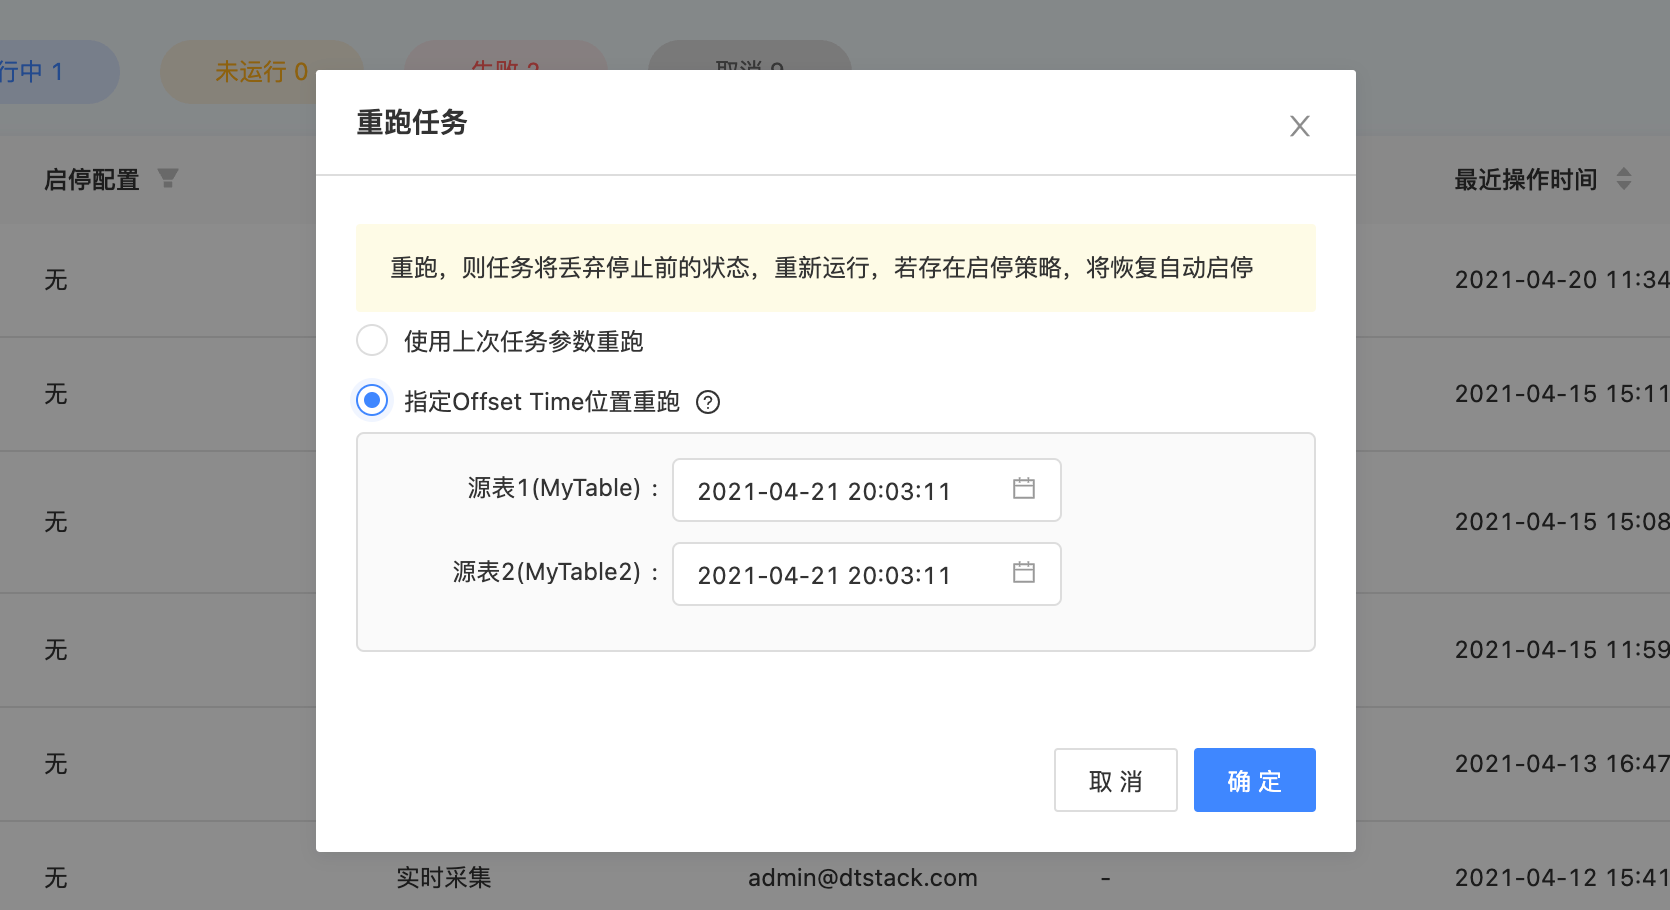 行中 1
未运行 0
重跑任务
启停配置
最近操作时间
重跑，则任务将丢弃停止前的状态，重新运行，若存在启停策略，将恢复自动启停
无
2021-04-20 11:34
使用上次任务参数重跑
无
指定Offset Time位置重跑
2021-04-15 15:11
源表1(MyTable) :
2021-04-21 20:03:11
无
2021-04-15 15:08
源表2(MyTable2) :
2021-04-21 20:03:11
无
2021-04-15 11:59
无
取 消
确 定
2021-04-13 16:47
无
实时采集
admin@dtstack.com
-
2021-04-12 15:41